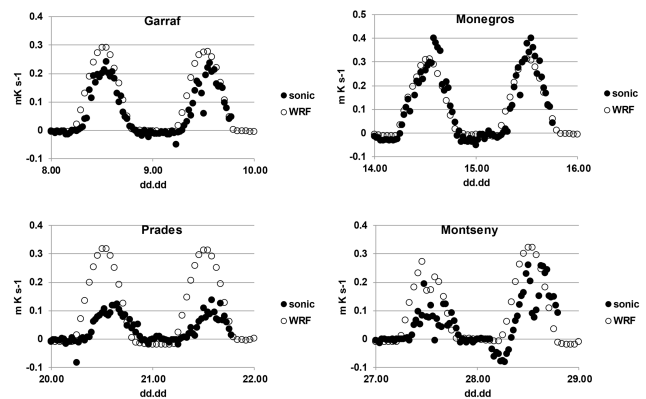 Garraf
0.4
0.3
0.2
0.1
0
-0.1
mK s-1
8.00
9.00
10.00
dd.dd
sonic
WRF
Monegros
0.4
0.3
0.2
0.1
0
-0.1
m K s-1
14.00
15.00
16.00
dd.dd
sonic
WRF
Prades
0.4
0.3
0.2
0.1
0
-0.1
m K s-1
20.00
21.00
22.00
dd.dd
sonic
WRF
Montseny
0.4
0.3
0.2
0.1
0
-0.1
m K s-1
27.00
28.00
29.00
dd.dd
sonic
WRF